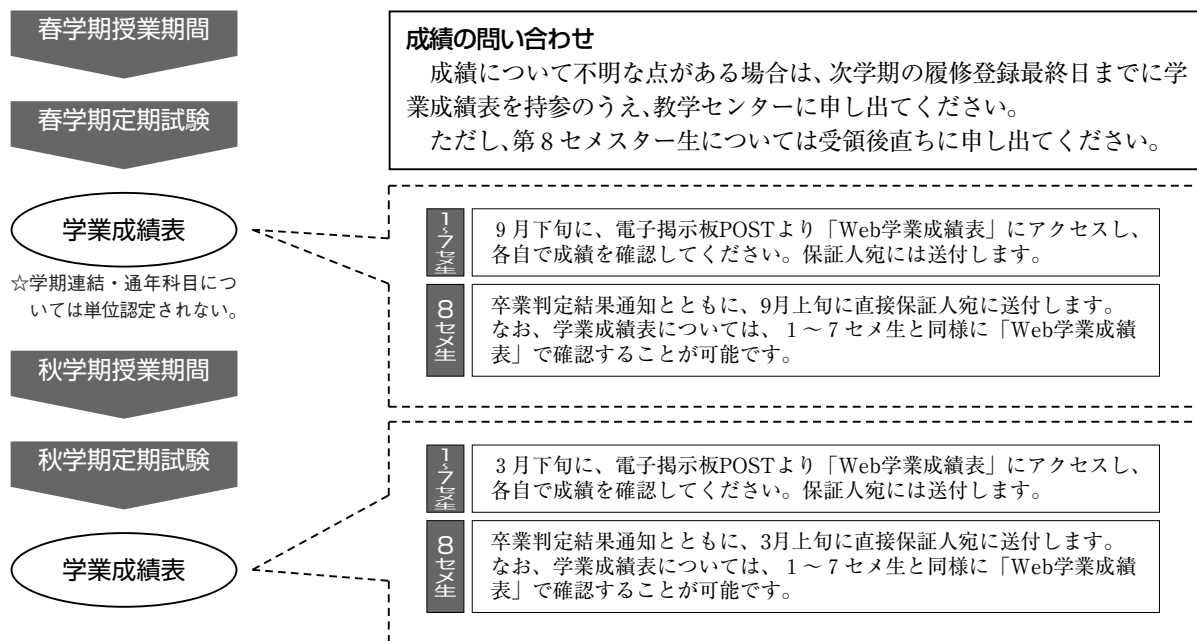 春学期授業期間
春学期定期試験
学業成績表
☆学期連結・通年科目につ
いては単位認定されない。
秋学期授業期間
秋学期定期試験
学業成績表
成績の問い合わせ
成績について不明な点がある場合は、次学期の履修登録最終日までに学
業成績表を持参のうえ、教学センターに申し出てください。
ただし、第8セメスター生については受領後直ちに申し出てください。
1~7セメ生
9月下旬に、電子掲示板POSTより「Web学業成績表」にアクセスし、
各自で成績を確認してください。保証人宛には送付します。
8セメ生
卒業判定結果通知とともに、9月上旬に直接保証人宛に送付します。
なお、学業成績表については、1～7セメ生と同様に「Web学業成績
表」で確認することが可能です。
1~7セメ生
3月下旬に、電子掲示板POSTより「Web学業成績表」にアクセスし、
各自で成績を確認してください。保証人宛には送付します。
8セメ生
卒業判定結果通知とともに、3月上旬に直接保証人宛に送付します。
なお、学業成績表については、1～7セメ生と同様に「Web学業成績
表」で確認することが可能です。